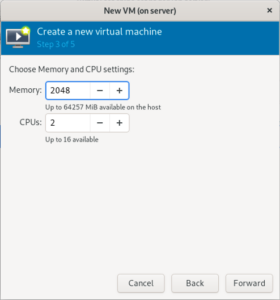 New VM (on server)
Create a new virtual machine
Step 3 of 5
Choose Memory and CPU settings:
Memory: 2048 − +
Up to 64257 MiB available on the host
CPUs: 2 − +
Up to 16 available
Cancel Back Forward